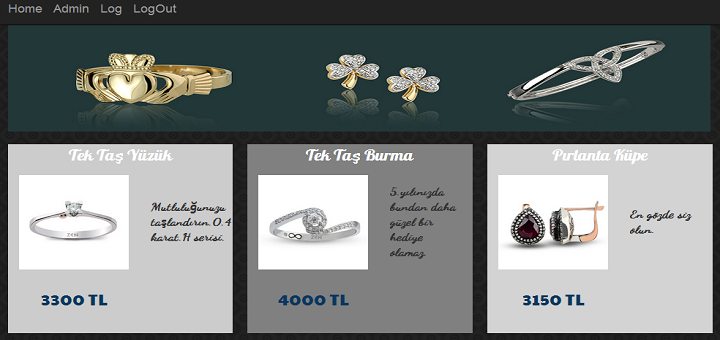 Home Admin Log LogOut
Tek Taş Yüzük
Mutluluğunuzu
taşlandırın.0.4
karat.H serisi.
3300 TL
Tek Taş Burma
5.yılınızda
bundan daha
güzel bir
hediye
olamaz.
4000 TL
Pırlanta Küpe
En gözde siz
olun.
3150 TL